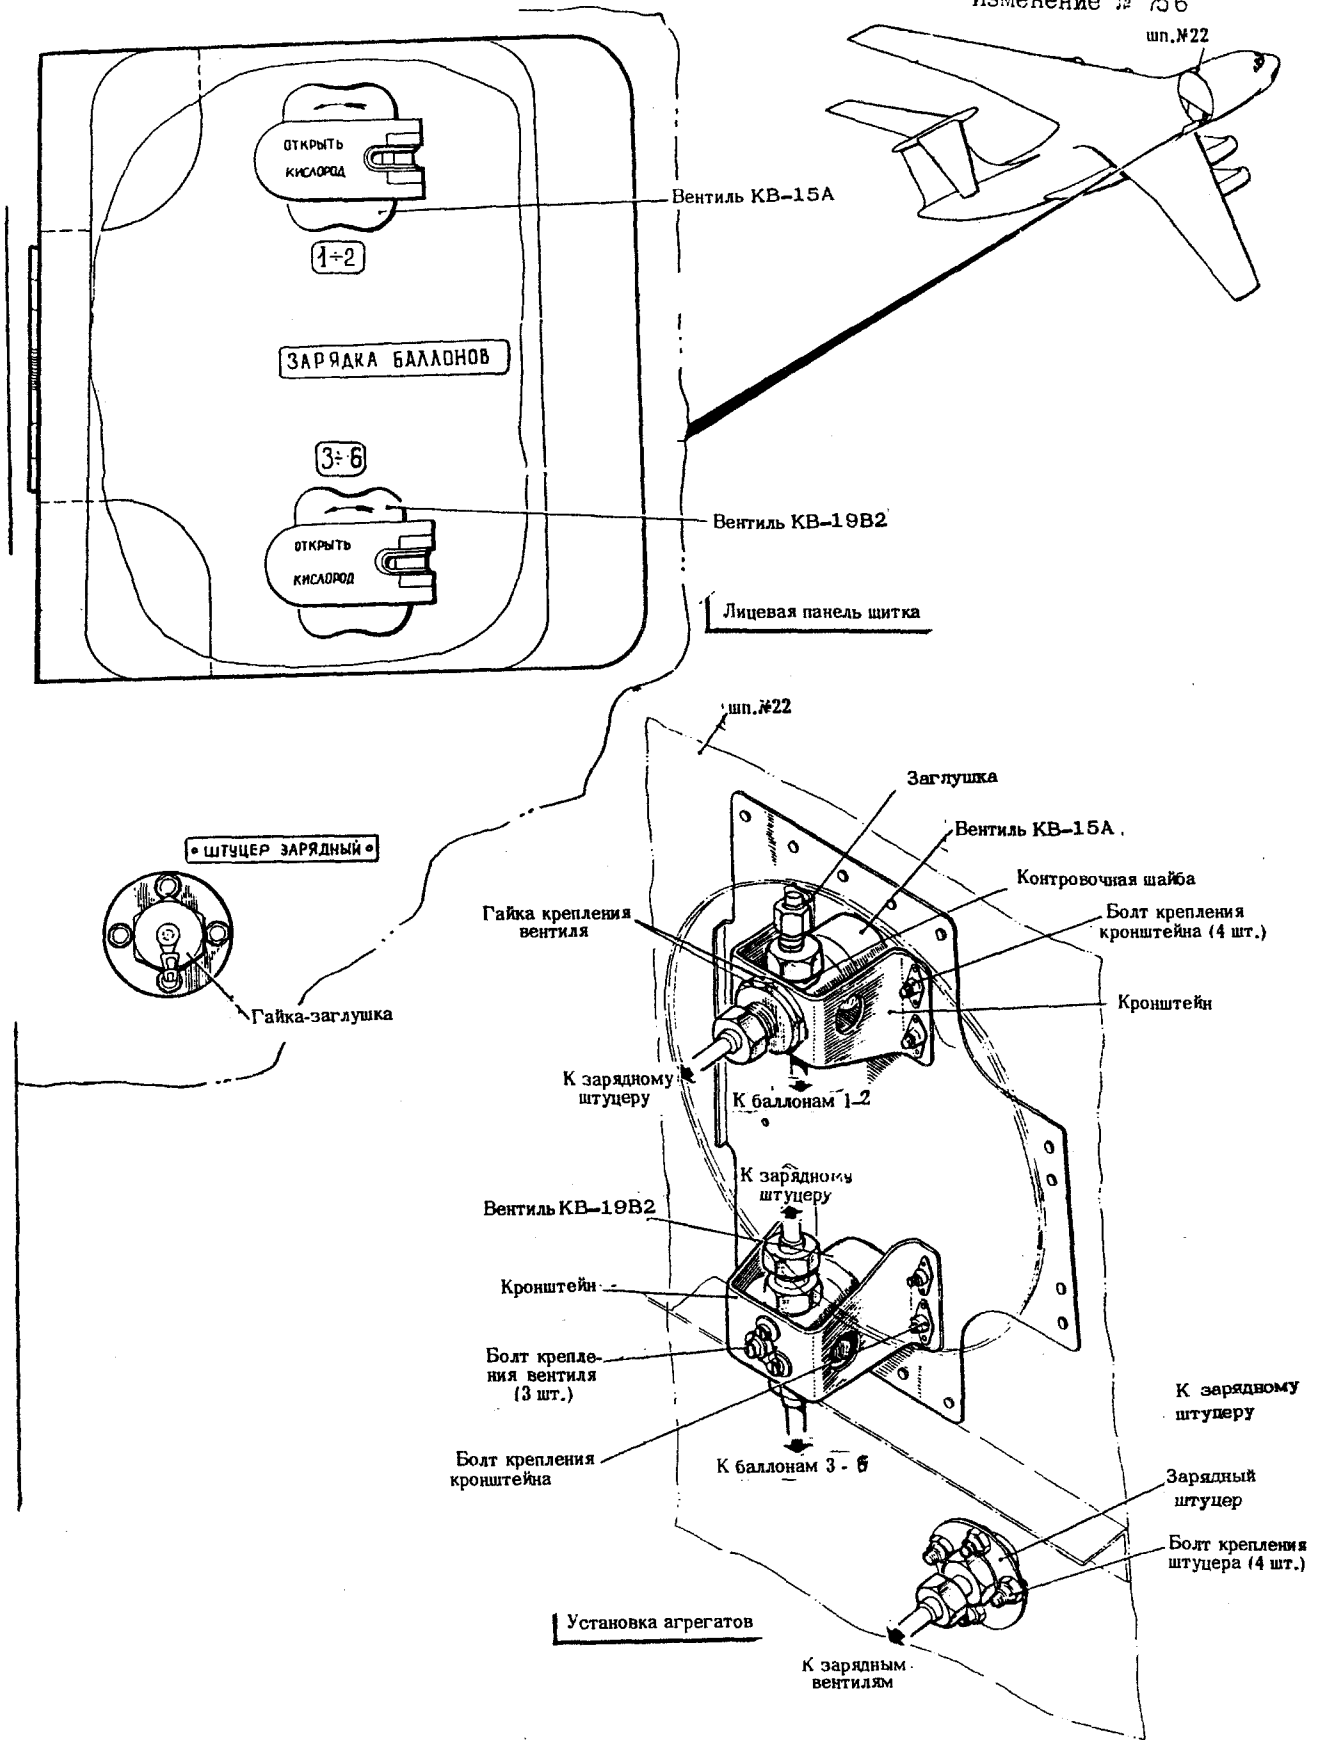 Изменение № 756
шп.№22
ОТКРЫТЬ
КИСЛОРОД
Вентиль КВ-15А
1÷2
ЗАРЯДКА БАЛЛОНОВ
3÷6
Вентиль КВ-19В2
ОТКРЫТЬ
КИСЛОРОД
Лицевая панель щитка
шп.№22
Заглушка
Вентиль КВ-15А
Контровочная шайба
Гайка крепления
вентиля
Болт крепления
кронштейна (4 шт.)
Кронштейн
• ШТУЦЕР ЗАРЯДНЫЙ •
Гайка-заглушка
К зарядному
штуцеру
К баллонам 1-2
К зарядному
штуцеру
Вентиль КВ-19В2
Кронштейн
Болт крепле-
ния вентиля
(3 шт.)
Болт крепления
кронштейна
К баллонам 3 - 6
К зарядному
штуцеру
Зарядный
штуцер
Болт крепления
штуцера (4 шт.)
Установка агрегатов
К зарядным
вентилям